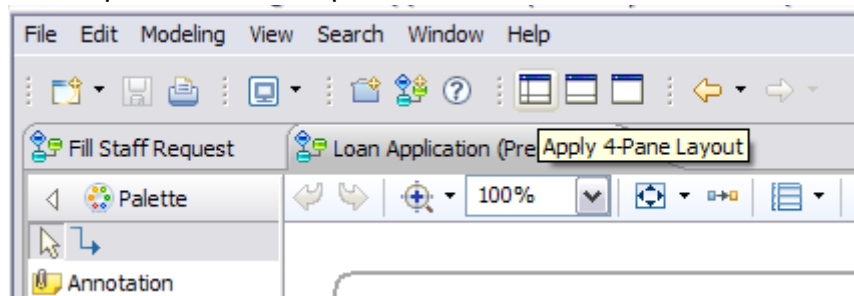 File Edit Modeling View Search Window Help
Fill Staff Request Loan Application (Pre
Apply 4-Pane Layout
Palette 100%
Annotation